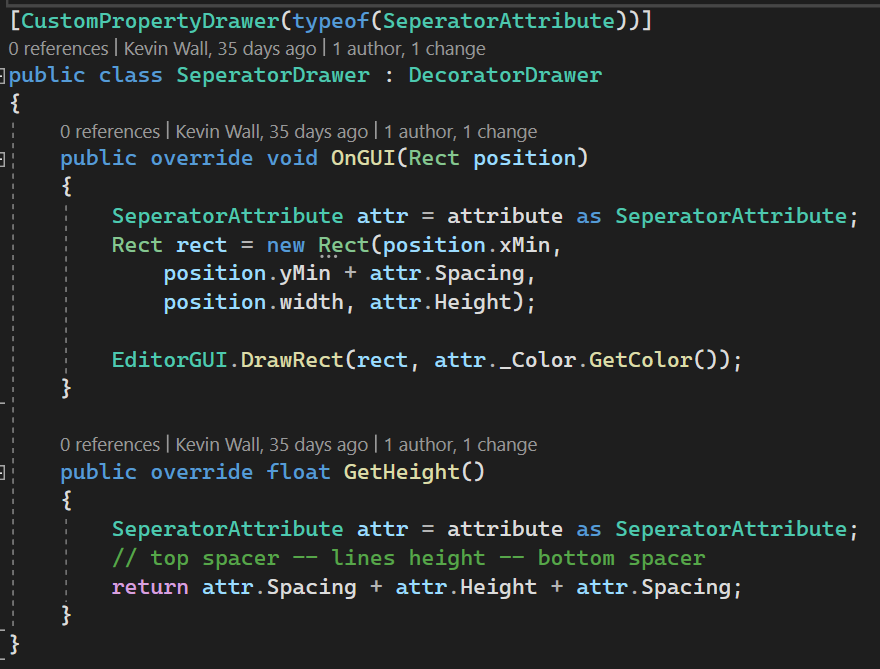 [CustomPropertyDrawer(typeof(SeperatorAttribute))]
0 references | Kevin Wall, 35 days ago | 1 author, 1 change
public class SeperatorDrawer : DecoratorDrawer
{
0 references | Kevin Wall, 35 days ago | 1 author, 1 change
public override void OnGUI(Rect position)
{
SeperatorAttribute attr = attribute as SeperatorAttribute;
Rect rect = new Rect(position.xMin,
position.yMin + attr.Spacing,
position.width, attr.Height);
EditorGUI.DrawRect(rect, attr._Color.GetColor());
}
0 references | Kevin Wall, 35 days ago | 1 author, 1 change
public override float GetHeight()
{
SeperatorAttribute attr = attribute as SeperatorAttribute;
// top spacer -- lines height -- bottom spacer
return attr.Spacing + attr.Height + attr.Spacing;
}
}